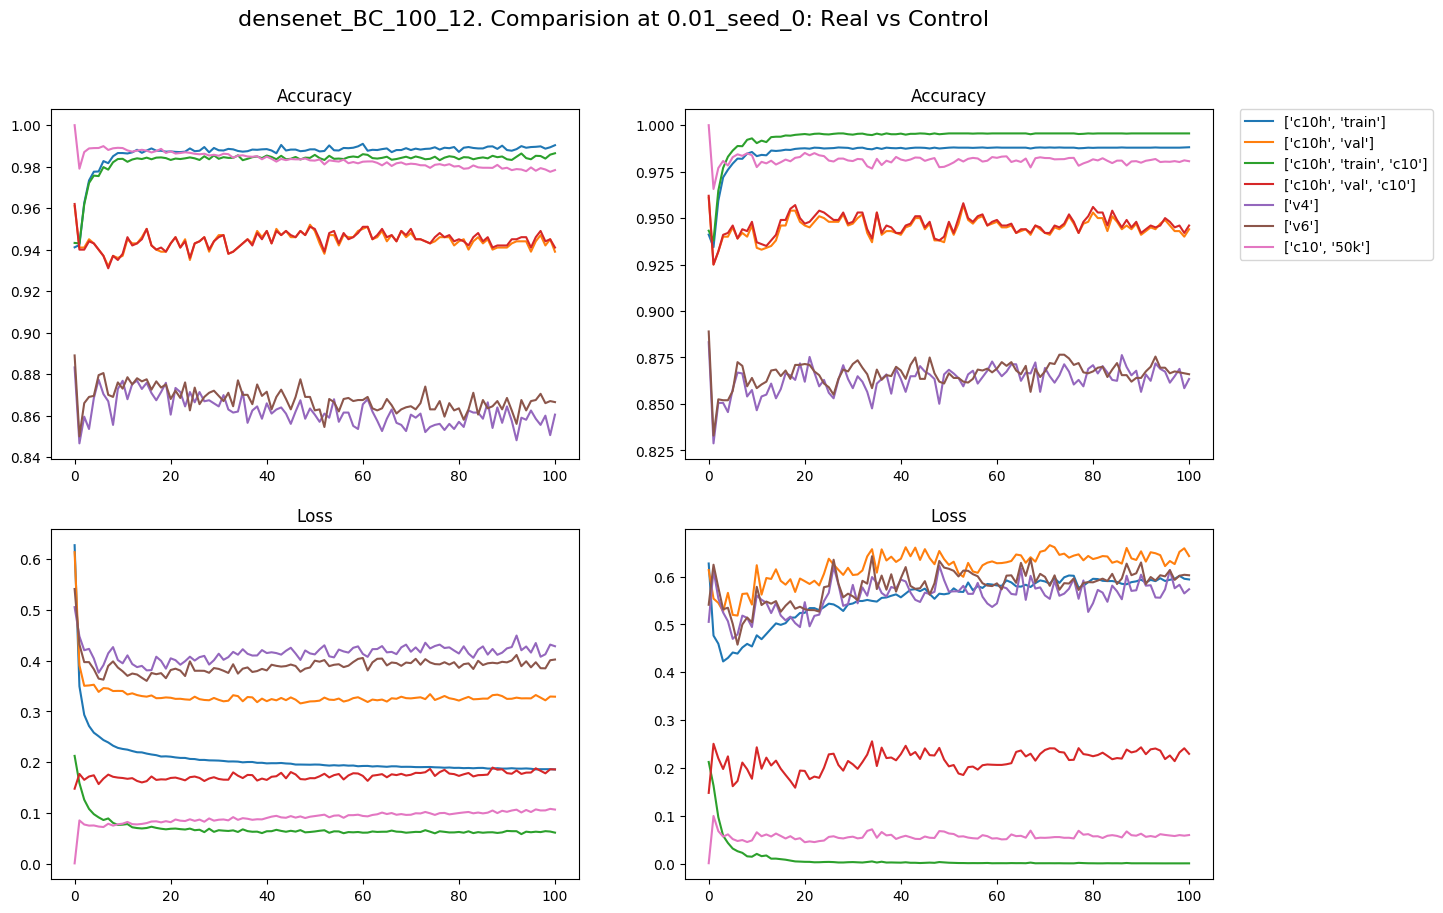 densenet_BC_100_12. Comparision at 0.01_seed_0: Real vs Control
Accuracy
1.00
0.98
0.96
0.94
0.92
0.90
0.88
0.86
0.84
0 20 40 60 80 100
Accuracy
1.000
0.975
0.950
0.925
0.900
0.875
0.850
0.825
0 20 40 60 80 100
['c10h', 'train']
['c10h', 'val']
['c10h', 'train', 'c10']
['c10h', 'val', 'c10']
['v4']
['v6']
['c10', '50k']
Loss
0.6
0.5
0.4
0.3
0.2
0.1
0.0
0 20 40 60 80 100
Loss
0.6
0.5
0.4
0.3
0.2
0.1
0.0
0 20 40 60 80 100